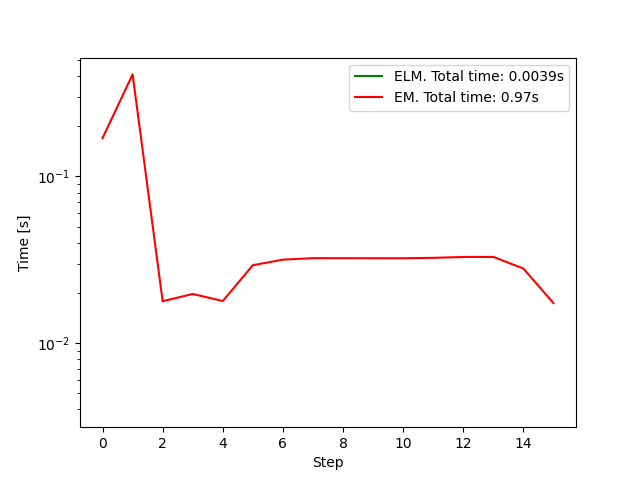 ELM. Total time: 0.0039s
EM. Total time: 0.97s
10⁻¹
10⁻²
Time [s]
0 2 4 6 8 10 12 14
Step